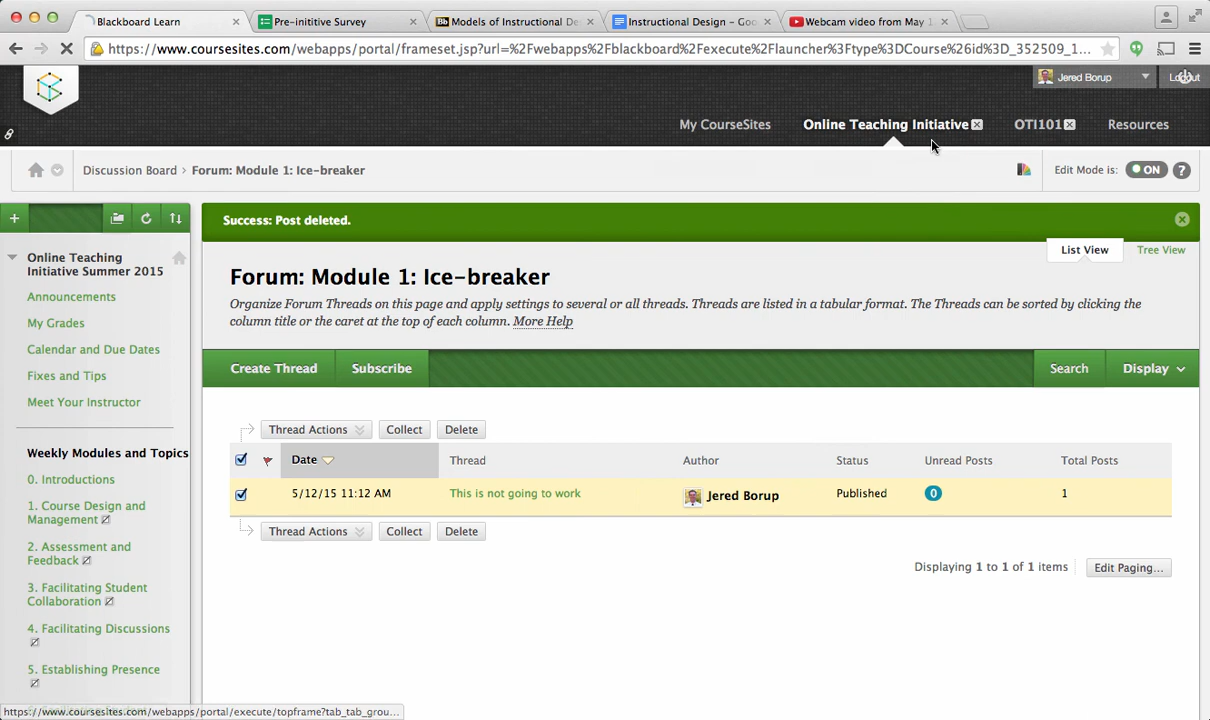 Blackboard Learn
Pre-inititive Survey
Models of Instructional De
Instructional Design – Goo
Webcam video from May 1
https://www.coursesites.com/webapps/portal/frameset.jsp?url=%2Fwebapps%2Fblackboard%2Fexecute%2Flauncher%3Ftype%3DCourse%26id%3D_352509_1...
Jered Borup
Logout
My CourseSites
Online Teaching Initiative
OTI101
Resources
Discussion Board › Forum: Module 1: Ice-breaker
Edit Mode is: ON ?
Success: Post deleted.
List View
Tree View
Forum: Module 1: Ice-breaker
Organize Forum Threads on this page and apply settings to several or all threads. Threads are listed in a tabular format. The Threads can be sorted by clicking the
column title or the caret at the top of each column. More Help
Create Thread
Subscribe
Search
Display
Thread Actions
Collect
Delete
Date
Thread
Author
Status
Unread Posts
Total Posts
5/12/15 11:12 AM
This is not going to work
Jered Borup
Published
0
1
Thread Actions
Collect
Delete
Displaying 1 to 1 of 1 items
Edit Paging...
Online Teaching
Initiative Summer 2015
Announcements
My Grades
Calendar and Due Dates
Fixes and Tips
Meet Your Instructor
Weekly Modules and Topics
0. Introductions
1. Course Design and
Management
2. Assessment and
Feedback
3. Facilitating Student
Collaboration
4. Facilitating Discussions
5. Establishing Presence
https://www.coursesites.com/webapps/portal/execute/topframe?tab_tab_grou...